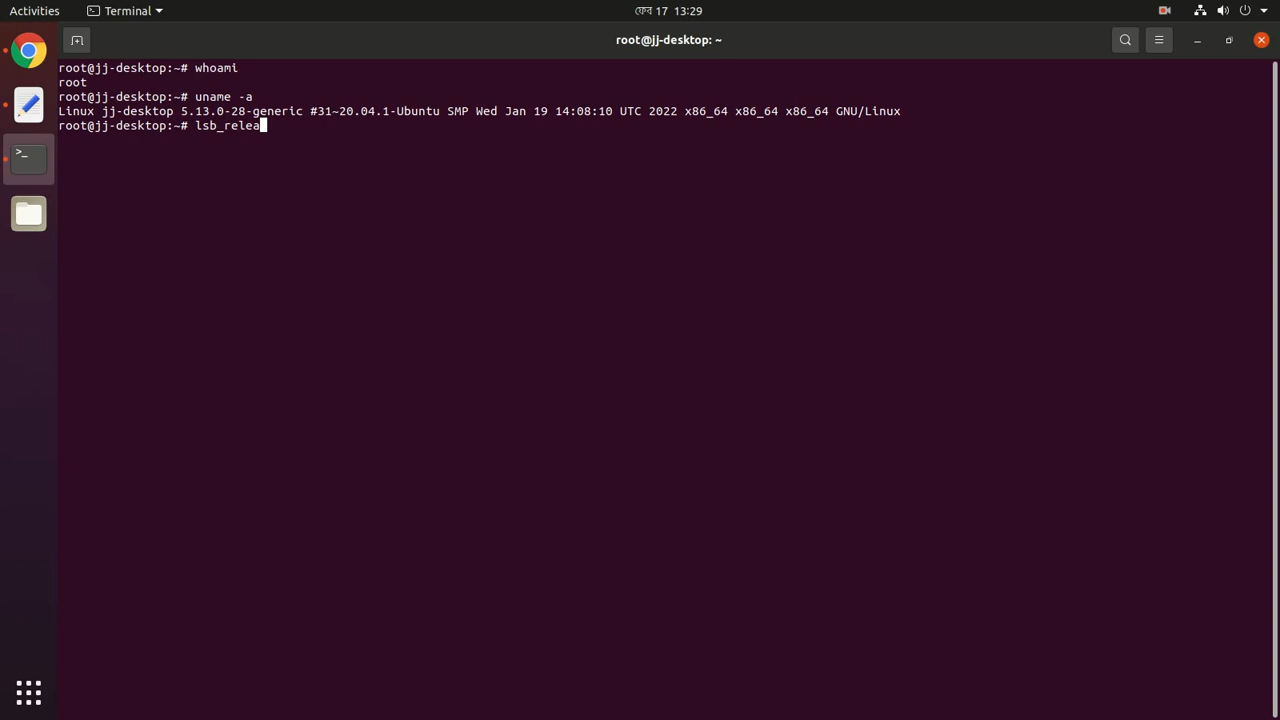 Activities
Terminal
ফেব 17 13:29
root@jj-desktop: ~
root@jj-desktop:~# whoami
root
root@jj-desktop:~# uname -a
Linux jj-desktop 5.13.0-28-generic #31~20.04.1-Ubuntu SMP Wed Jan 19 14:08:10 UTC 2022 x86_64 x86_64 x86_64 GNU/Linux
root@jj-desktop:~# lsb_relea